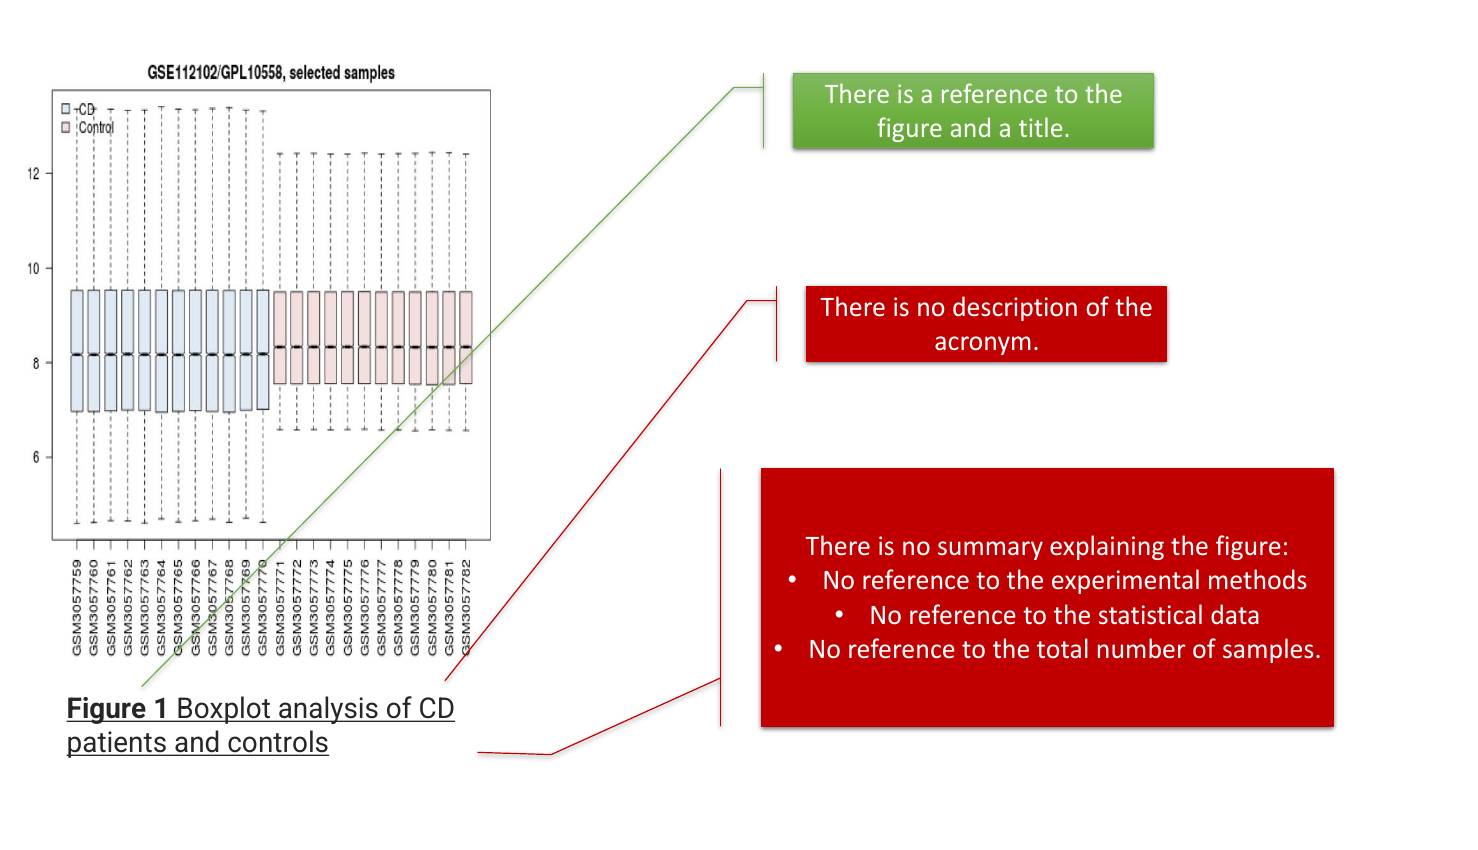 GSE112102/GPL10558, selected samples
CD
Control
12
10
8
6
GSM3057759
GSM3057760
GSM3057761
GSM3057762
GSM3057763
GSM3057764
GSM3057765
GSM3057766
GSM3057767
GSM3057768
GSM3057769
GSM3057770
GSM3057771
GSM3057772
GSM3057773
GSM3057774
GSM3057775
GSM3057776
GSM3057777
GSM3057778
GSM3057779
GSM3057780
GSM3057781
GSM3057782
Figure 1 Boxplot analysis of CD
patients and controls
There is a reference to the
figure and a title.
There is no description of the
acronym.
There is no summary explaining the figure:
• No reference to the experimental methods
• No reference to the statistical data
• No reference to the total number of samples.